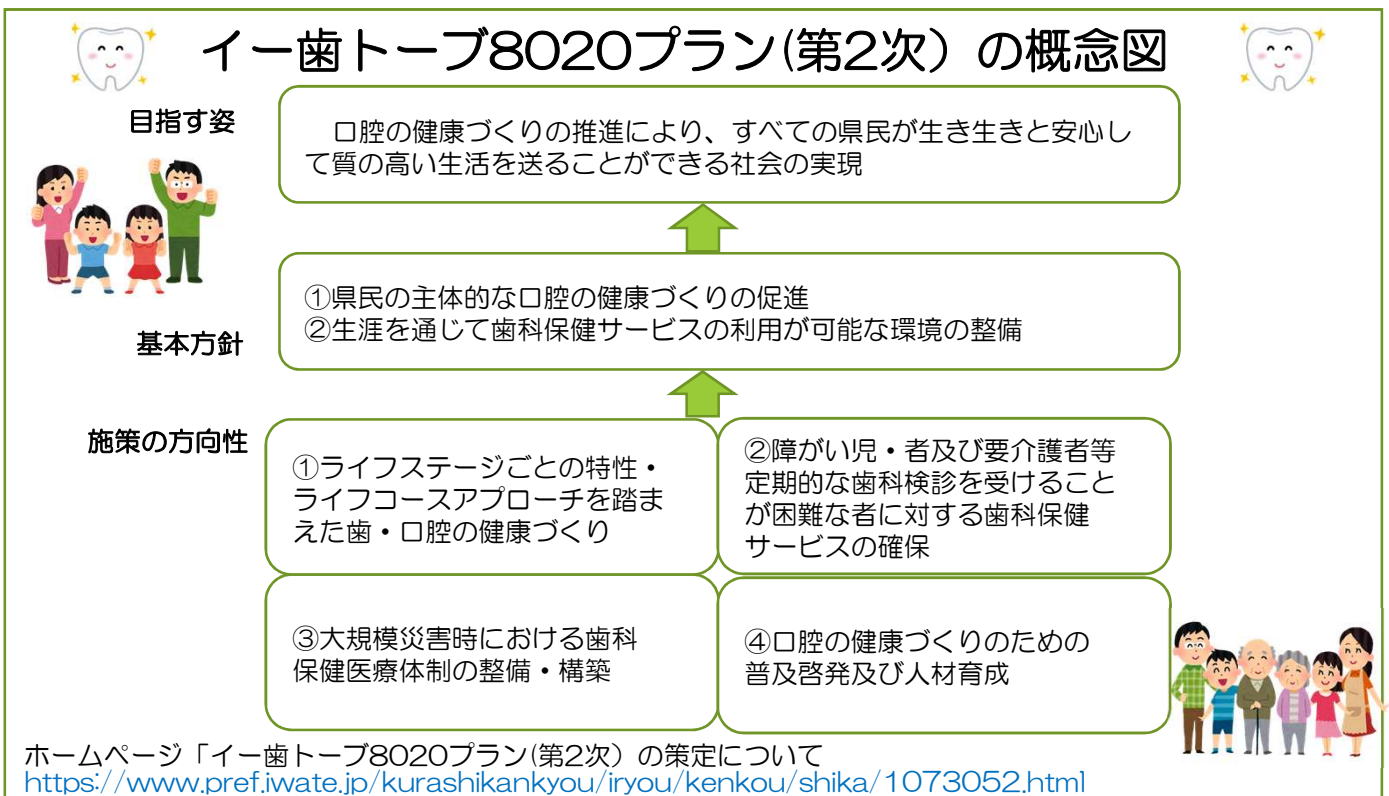 イー歯トーブ8020プラン(第2次）の概念図
目指す姿
口腔の健康づくりの推進により、すべての県民が生き生きと安心し
て質の高い生活を送ることができる社会の実現
基本方針
①県民の主体的な口腔の健康づくりの促進
②生涯を通じて歯科保健サービスの利用が可能な環境の整備
施策の方向性
①ライフステージごとの特性・
ライフコースアプローチを踏ま
えた歯・口腔の健康づくり
②障がい児・者及び要介護者等
定期的な歯科検診を受けること
が困難な者に対する歯科保健
サービスの確保
③大規模災害時における歯科
保健医療体制の整備・構築
④口腔の健康づくりのための
普及啓発及び人材育成
ホームページ「イー歯トーブ8020プラン(第2次）の策定について
https://www.pref.iwate.jp/kurashikankyou/iryou/kenkou/shika/1073052.html